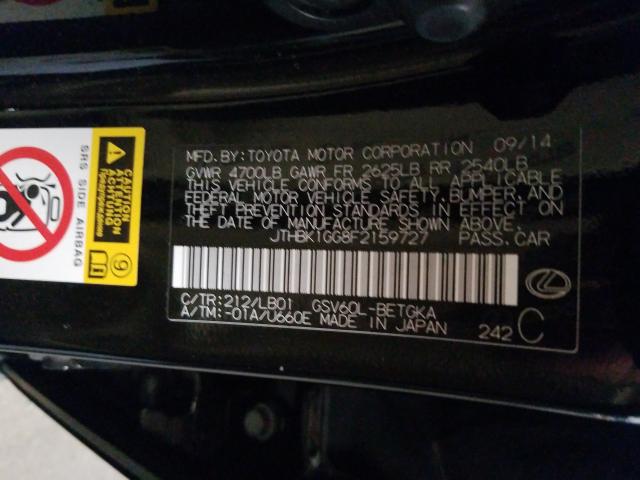 MFD.BY:TOYOTA MOTOR CORPORATION 09/14
GVWR 4700LB GAWR FR 2625LB RR 2540LB
THIS VEHICLE CONFORMS TO ALL APPLICABLE
FEDERAL MOTOR VEHICLE SAFETY,BUMPER,AND
THEFT PREVENTION STANDARDS IN EFFECT ON
THE DATE OF MANUFACTURE SHOWN ABOVE.
JTHBK1GG8F2159727 PASS.CAR
C/TR:212/LB01 GSV60L-BETGKA
A/TM:-01A/U660E MADE IN JAPAN 242 C
SRS SIDE AIRBAG
ATTENTION
9